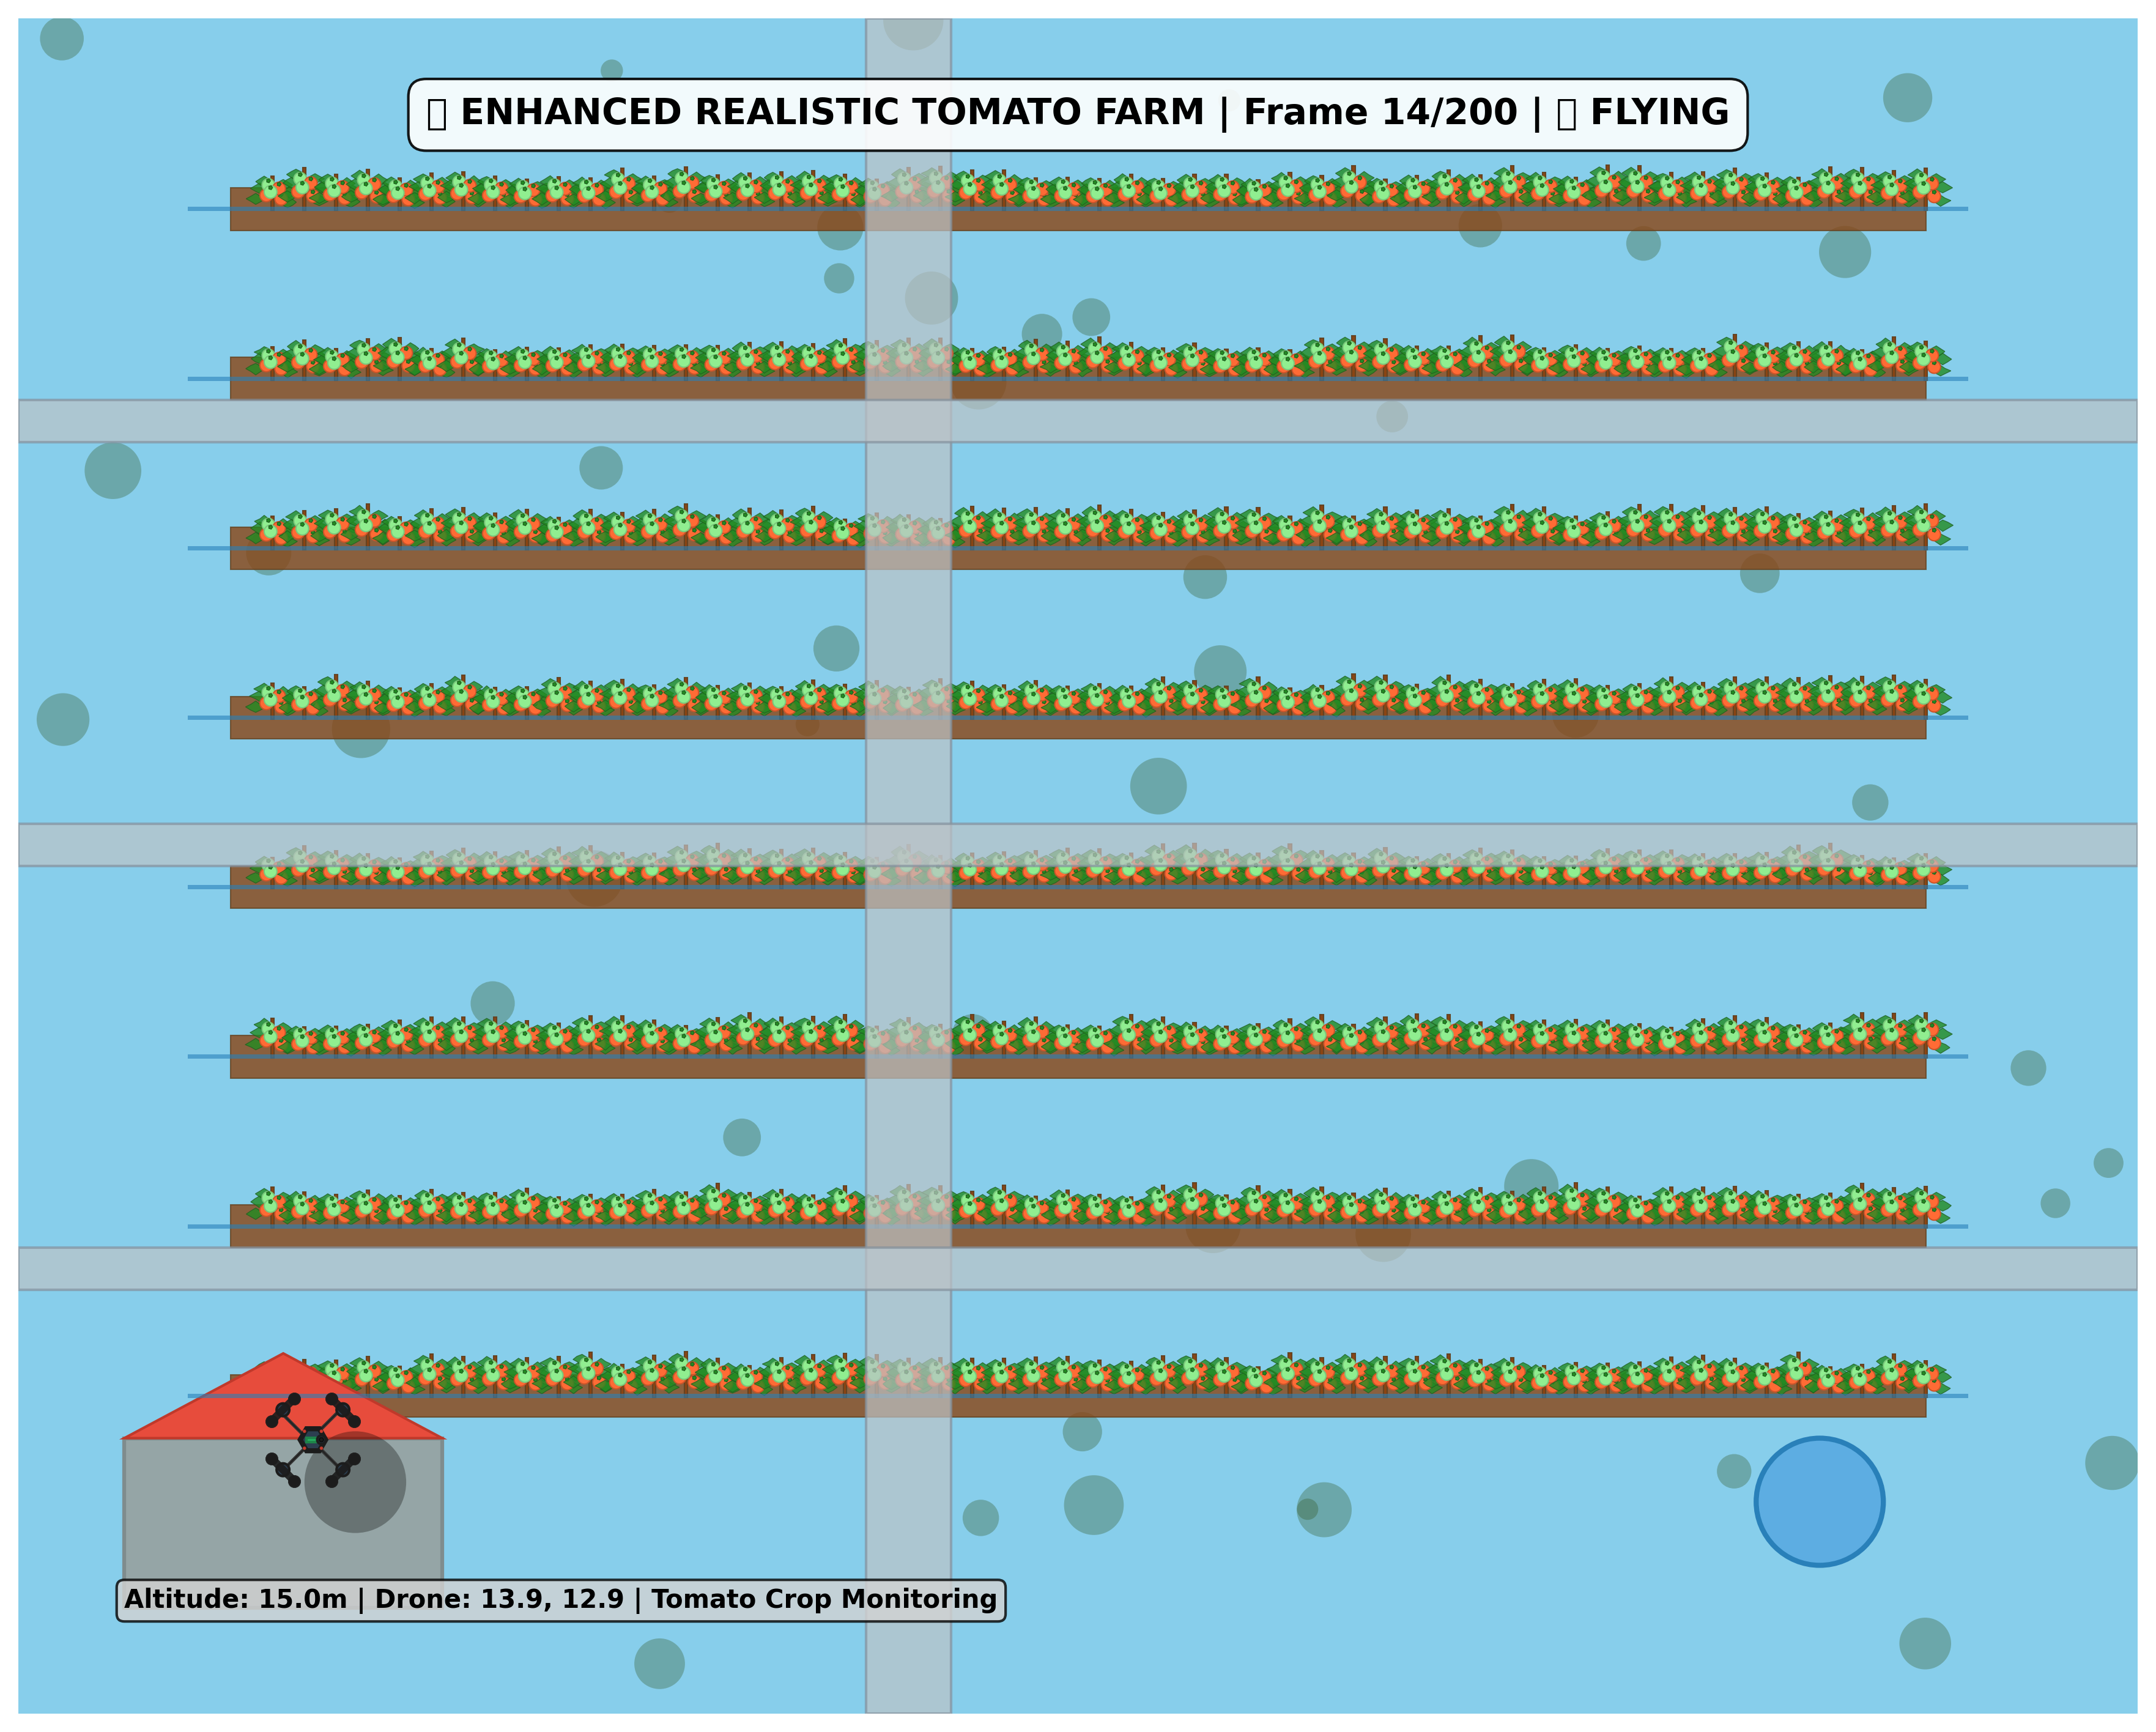 ▯ ENHANCED REALISTIC TOMATO FARM | Frame 14/200 | ▯ FLYING
Altitude: 15.0m | Drone: 13.9, 12.9 | Tomato Crop Monitoring